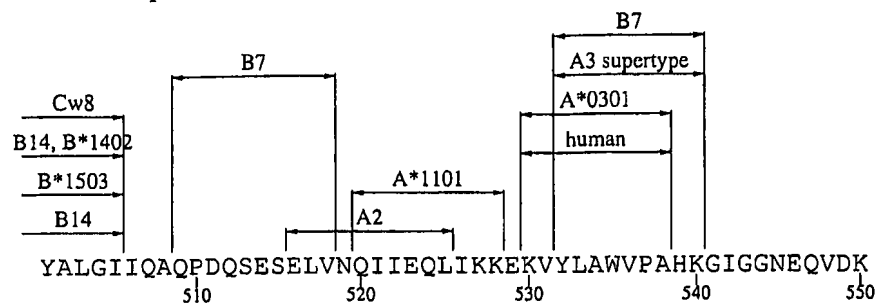 B7
B7 A3 supertype
Cw8 A*0301
B14, B*1402 human
B*1503 A*1101
B14 A2
YALGIIQAQPDQSESELVNQIIEQLIKKEKVYLAWVPAHKGIGGNEQVDK
510 520 530 540 550